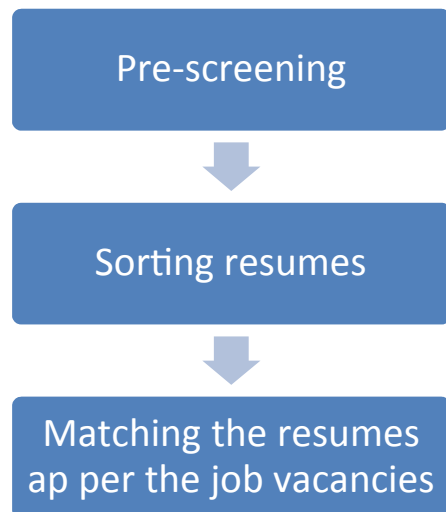 Pre-screening
Sorting resumes
Matching the resumes
ap per the job vacancies